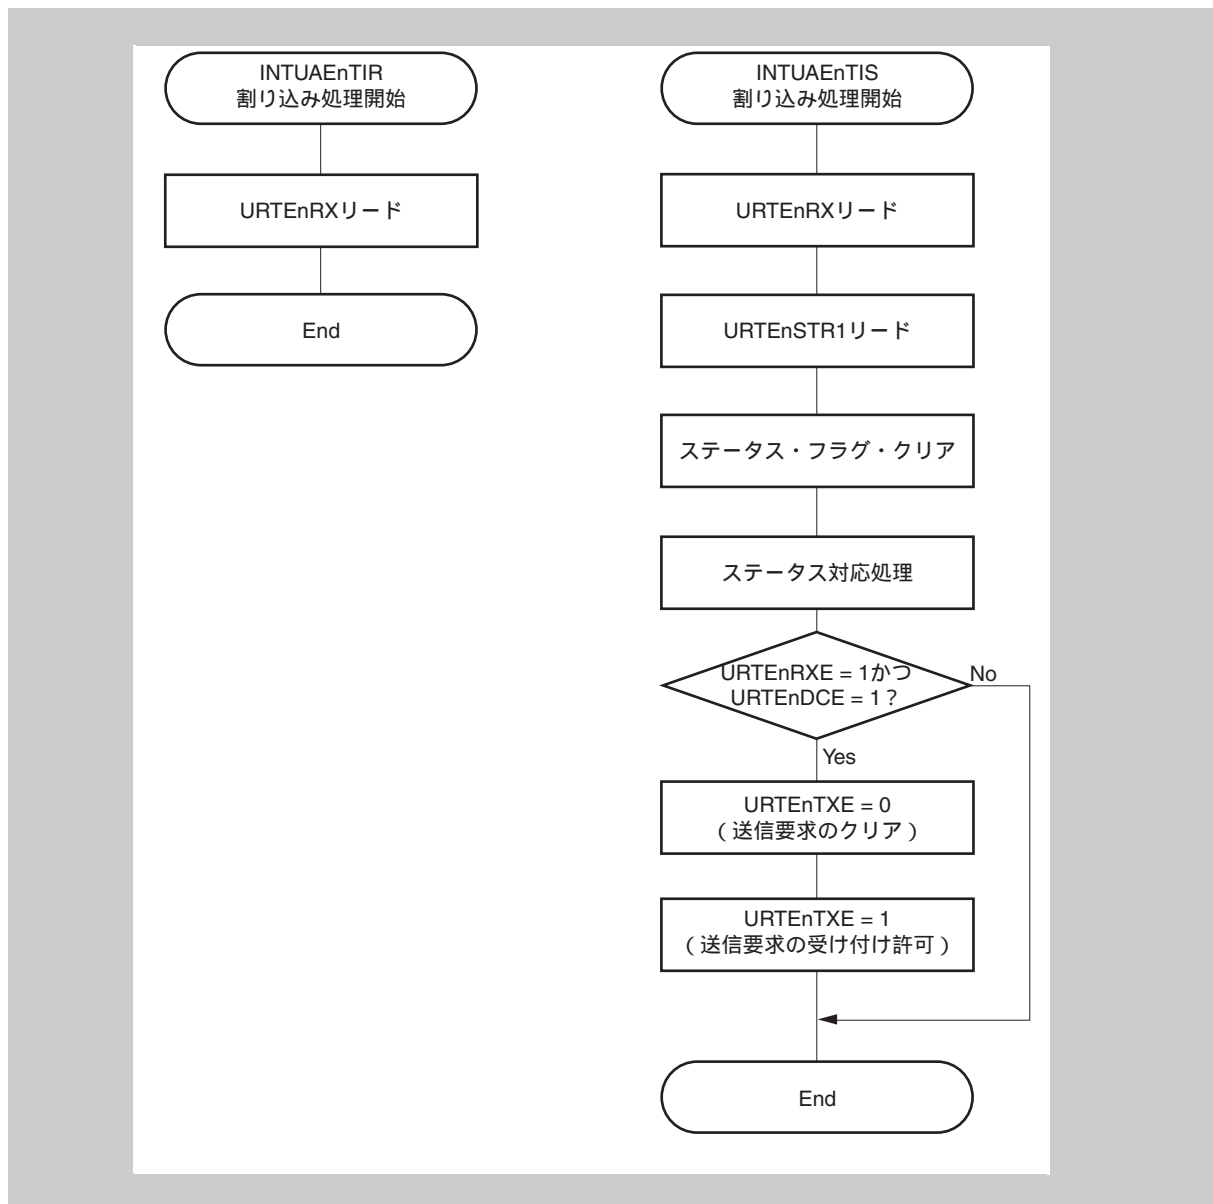 INTUAEnTIR
割り込み処理開始
URTEnRXリード
End
INTUAEnTIS
割り込み処理開始
URTEnRXリード
URTEnSTR1リード
ステータス・フラグ・クリア
ステータス対応処理
URTEnRXE = 1かつ
URTEnDCE = 1？
No
Yes
URTEnTXE = 0
（送信要求のクリア）
URTEnTXE = 1
（送信要求の受け付け許可）
End